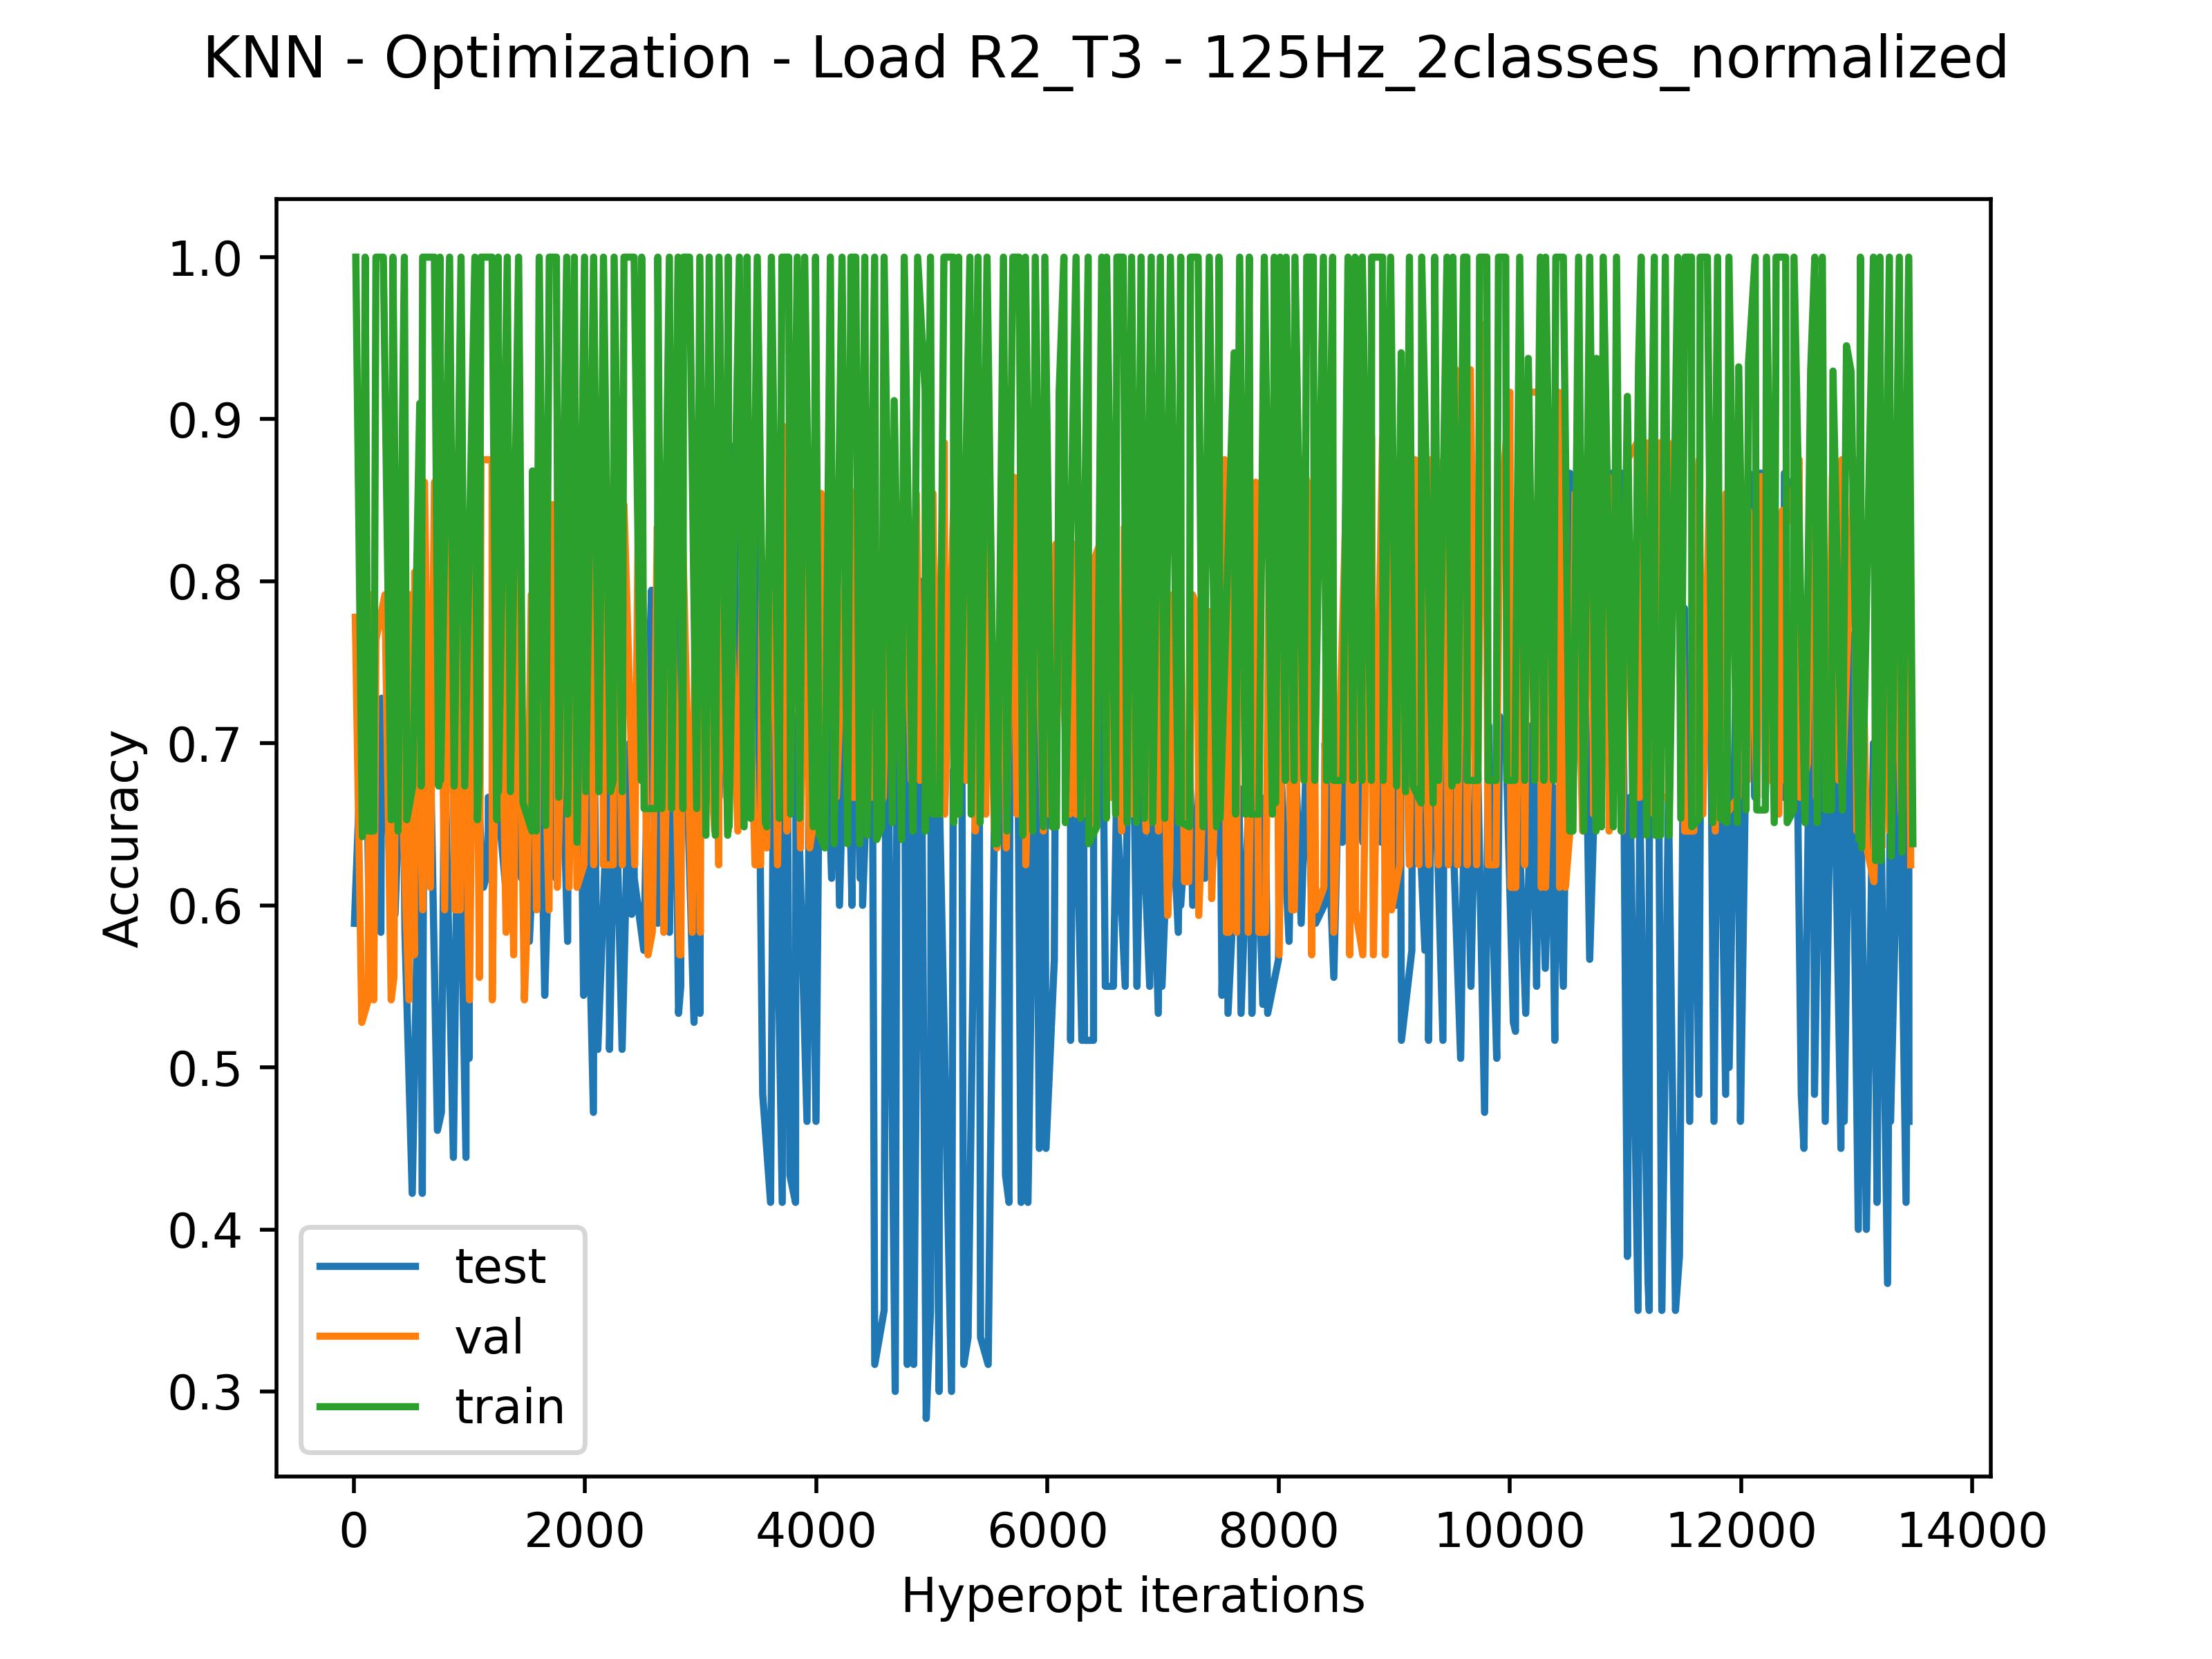 KNN - Optimization - Load R2_T3 - 125Hz_2classes_normalized
1.0
0.9
0.8
0.7
0.6
0.5
0.4
0.3
Accuracy
test
val
train
0 2000 4000 6000 8000 10000 12000 14000
Hyperopt iterations